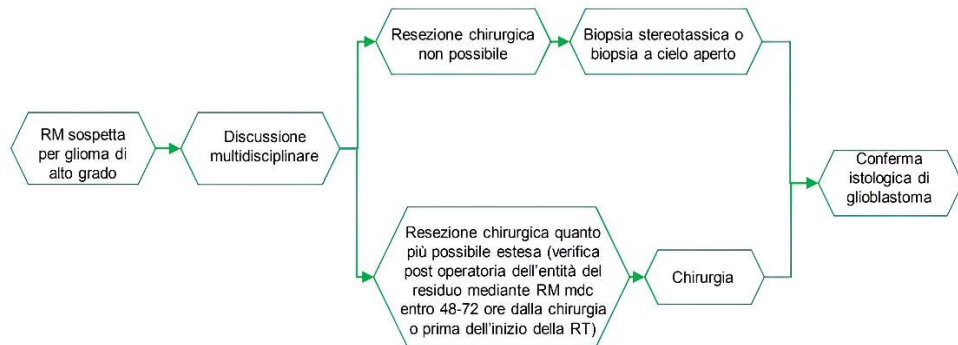 RM sospetta
per glioma di
alto grado
Discussione
multidisciplinare
Resezione chirurgica
non possibile
Biopsia stereotassica o
biopsia a cielo aperto
Resezione chirurgica quanto
più possibile estesa (verifica
post operatoria dell'entità del
residuo mediante RM mdc
entro 48-72 ore dalla chirurgia
o prima dell'inizio della RT)
Chirurgia
Conferma
istologica di
glioblastoma